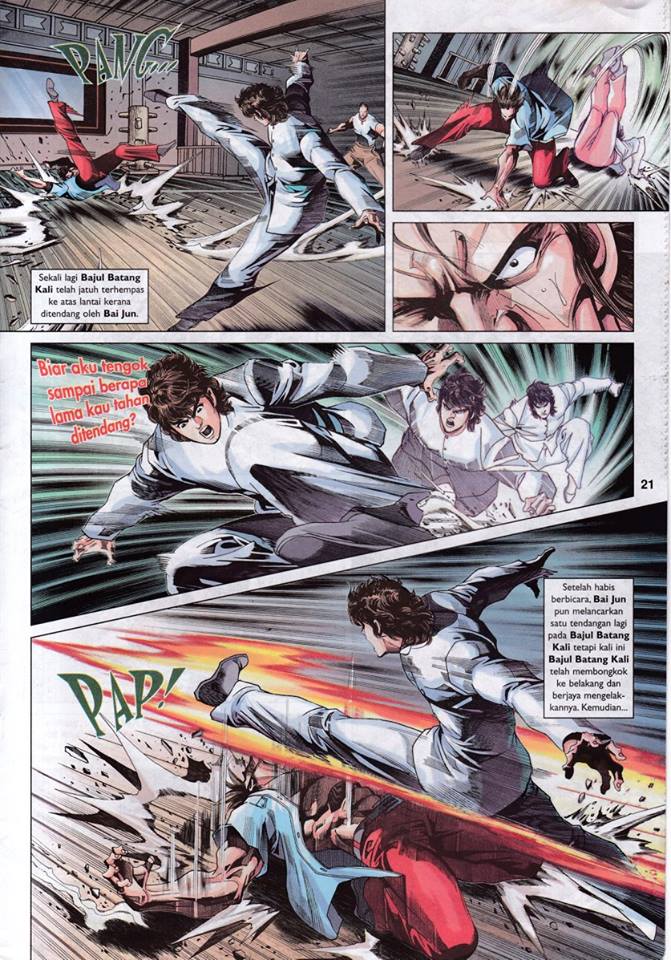 PANG...
Sekali lagi Bajul Batang
Kali telah jatuh terhempas
ke atas lantai kerana
ditendang oleh Bai Jun.
Biar aku tengok
sampai berapa
lama kau tahan
ditendang?
21
Setelah habis
berbicara, Bai Jun
pun melancarkan
satu tendangan lagi
pada Bajul Batang
Kali tetapi kali ini
Bajul Batang Kali
telah membongkok
ke belakang dan
berjaya mengelak-
kannya. Kemudian...
PAP!